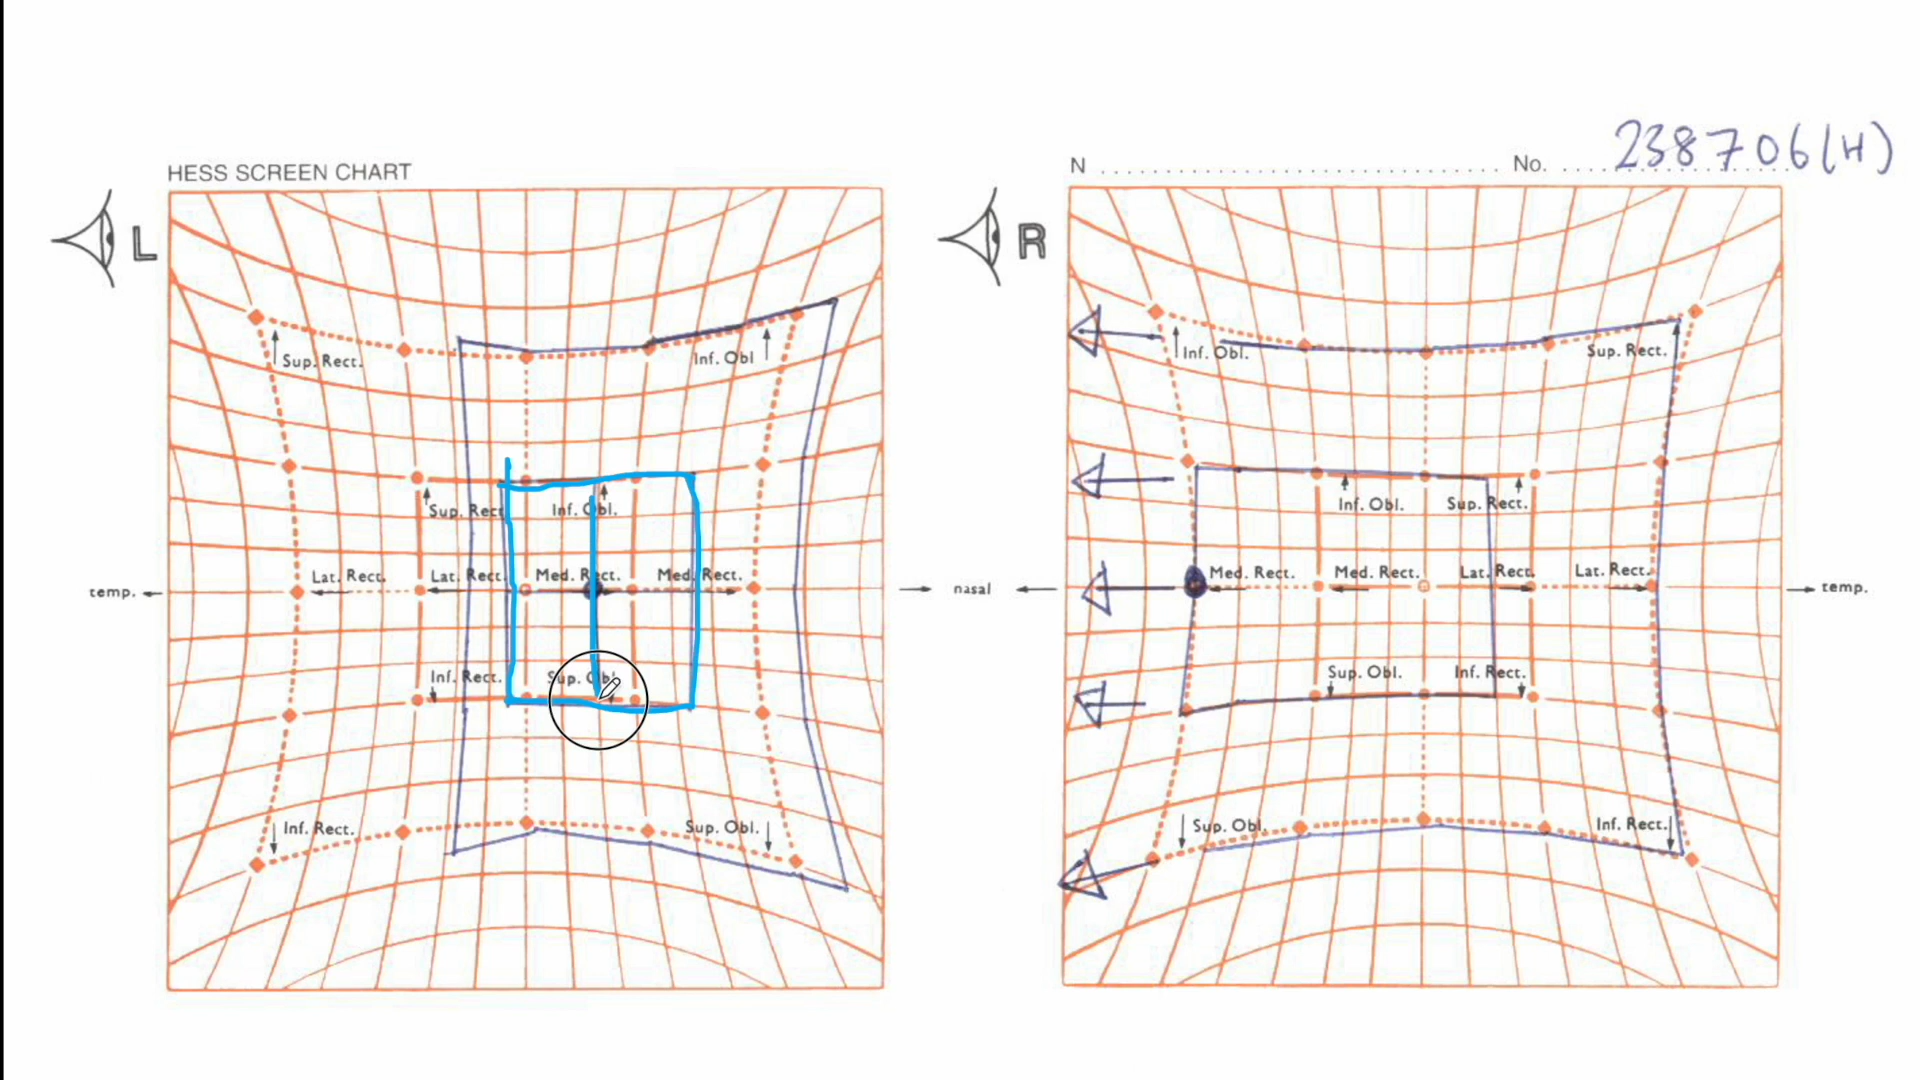 HESS SCREEN CHART
N No. 238706(H)
L
R
Sup. Rect. Inf. Obl
Inf. Obl. Sup. Rect.
Sup. Rect Inf. Obl.
Inf. Obl. Sup. Rect.
temp. Lat. Rect. Lat. Rect. Med. Rect. Med. Rect. nasal
Med. Rect. Med. Rect. Lat. Rect. Lat. Rect. temp.
Inf. Rect. Sup. Obl.
Sup. Obl. Inf. Rect.
Inf. Rect. Sup. Obl.
Sup. Obl. Inf. Rect.